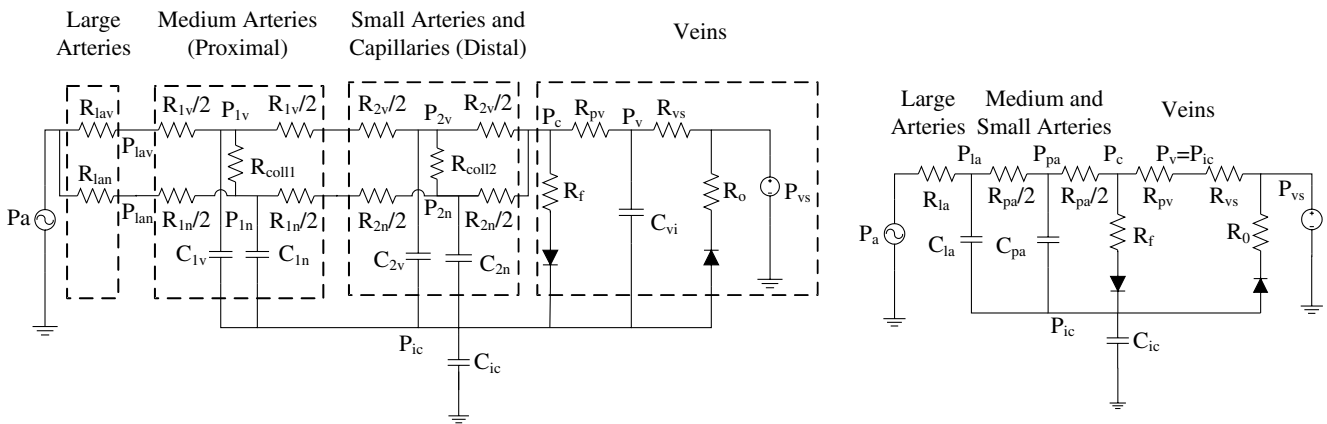 Large
Arteries
Medium Arteries
(Proximal)
Small Arteries and
Capillaries (Distal)
Veins
R_lav
R_1v/2
P_1v
R_1v/2
R_2v/2
P_2v
R_2v/2
P_c
R_pv
P_v
R_vs
P_lav
R_coll1
R_coll2
R_lan
P_lan
R_f
R_o
P_vs
Pa
R_1n/2
P_1n
R_1n/2
R_2n/2
P_2n
R_2n/2
C_vi
C_1v
C_1n
C_2v
C_2n
P_ic
C_ic
Large
Arteries
Medium and
Small Arteries
Veins
P_la
P_pa
P_c
P_v=P_ic
R_la
R_pa/2
R_pa/2
R_pv
R_vs
P_vs
P_a
C_la
C_pa
R_f
R_0
P_ic
C_ic